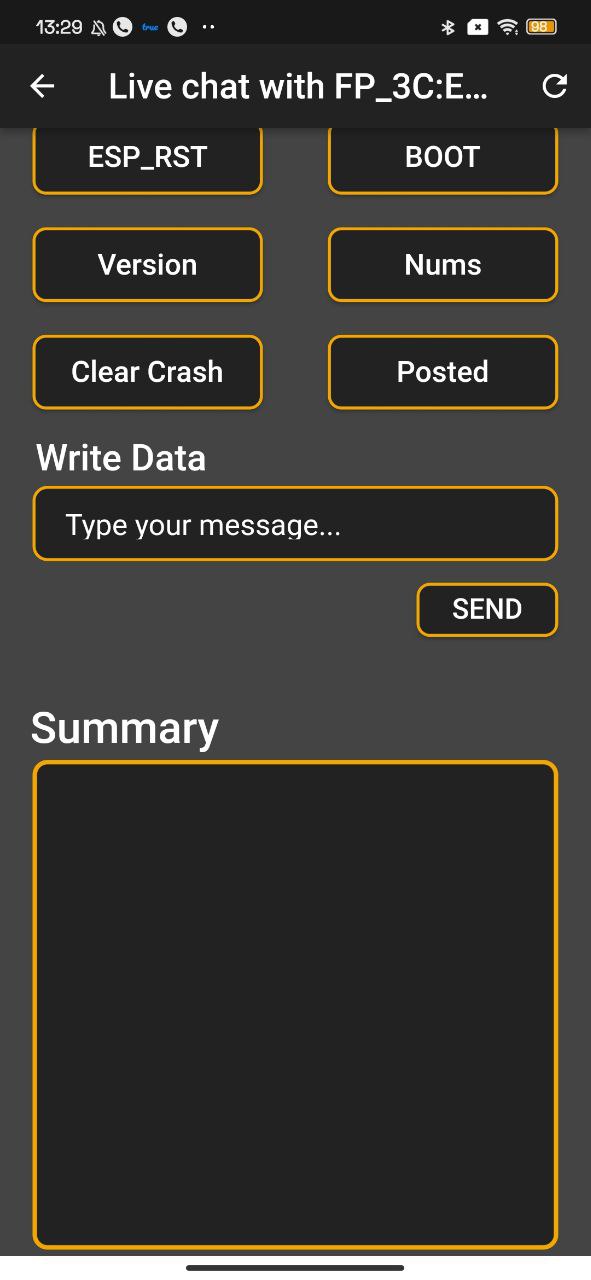 13:29 true 98
Live chat with FP_3C:E...
ESP_RST BOOT
Version Nums
Clear Crash Posted
Write Data
Type your message...
SEND
Summary